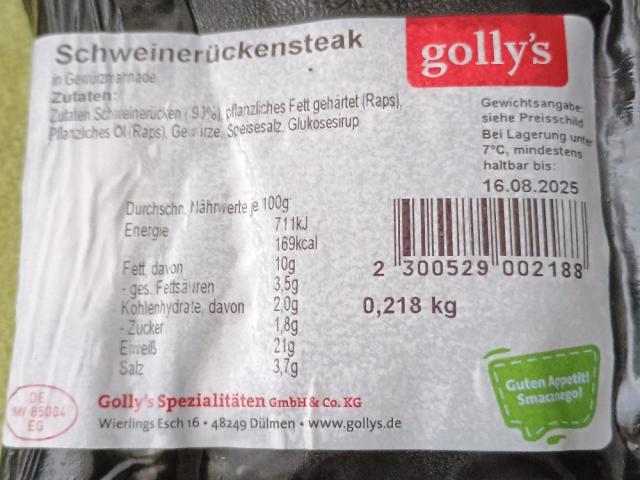 Schweinerückensteak
in Gewürzmarinade
Zutaten:
Zutaten Schweinerücken pflanzliches Fett gehärtet (Raps),
Pflanzliches Öl (Raps), Gewürze, Speisesalz, Glukosesirup
golly's
Gewichtsangabe
siehe Preisschild
Bei Lagerung unter
7°C, mindestens
haltbar bis:
16.08.2025
Durchschn. Nährwerte je 100g
Energie 711kJ
169kcal
Fett, davon 10g
- ges. Fettsäuren 3,5g
Kohlenhydrate, davon 2,0g
- Zucker 1,8g
Eiweiß 21g
Salz 3,7g
2 300529 002188
0,218 kg
Guten Appetit!
Smacznego!
DE
NW 85004
EG
Golly's Spezialitäten GmbH & Co. KG
Wierlings Esch 16 • 48249 Dülmen • www.gollys.de